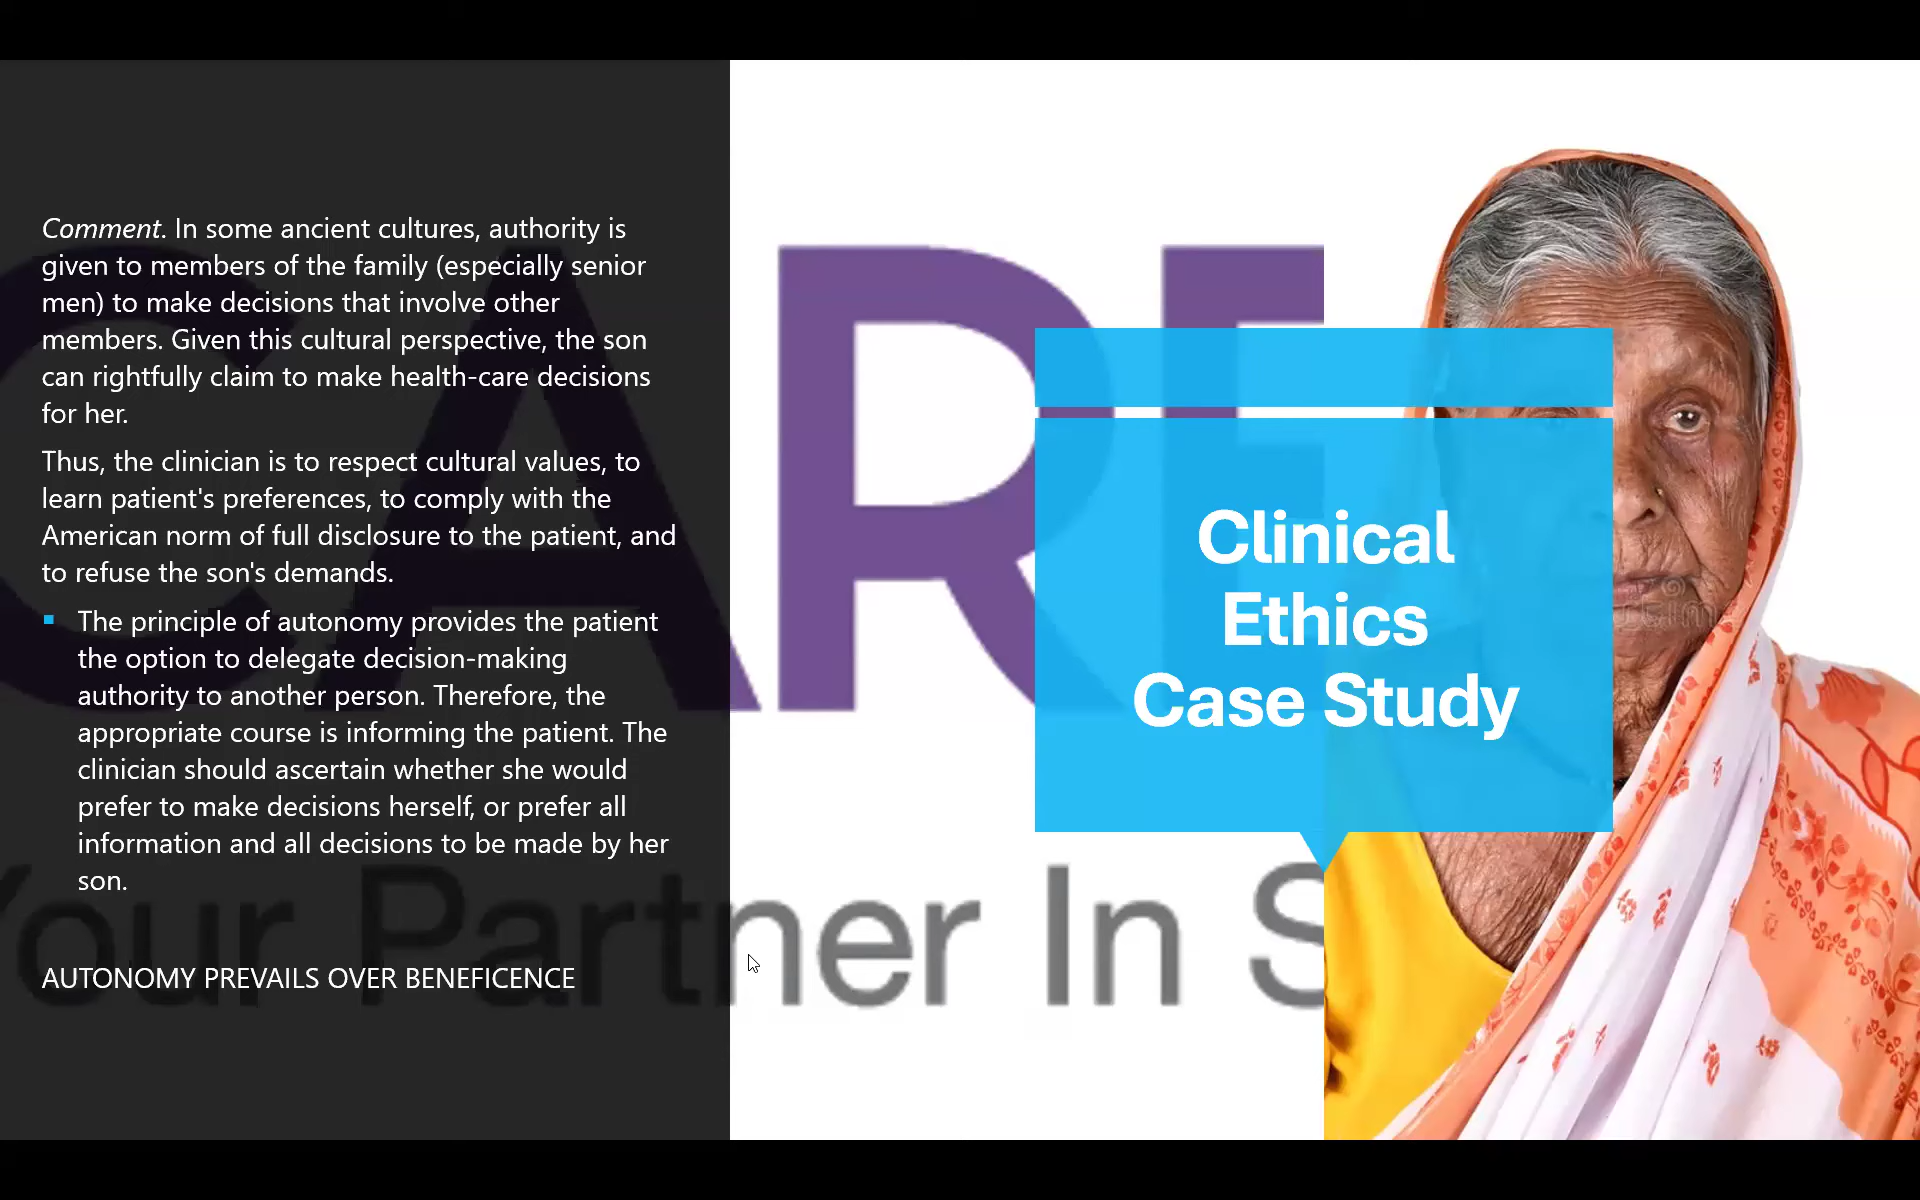 Comment. In some ancient cultures, authority is
given to members of the family (especially senior
men) to make decisions that involve other
members. Given this cultural perspective, the son
can rightfully claim to make health-care decisions
for her.
Thus, the clinician is to respect cultural values, to
learn patient's preferences, to comply with the
American norm of full disclosure to the patient, and
to refuse the son's demands.
The principle of autonomy provides the patient
the option to delegate decision-making
authority to another person. Therefore, the
appropriate course is informing the patient. The
clinician should ascertain whether she would
prefer to make decisions herself, or prefer all
information and all decisions to be made by her
son.
AUTONOMY PREVAILS OVER BENEFICENCE
CARE
Your Partner In S
Clinical
Ethics
Case Study